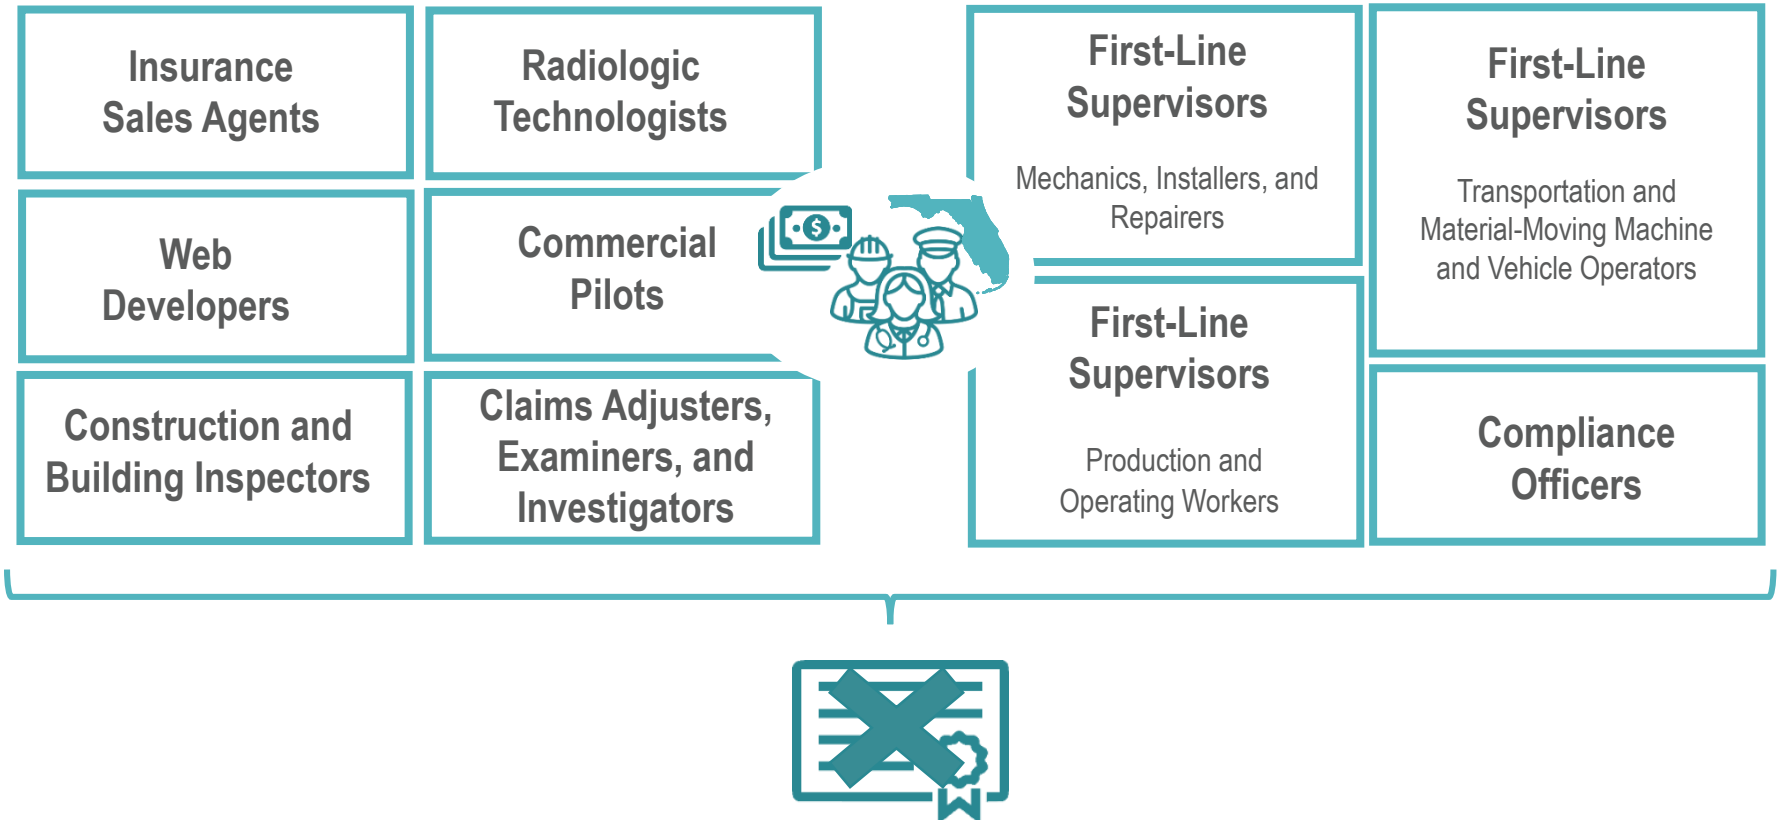 Insurance
Sales Agents
Radiologic
Technologists
Web
Developers
Commercial
Pilots
Construction and
Building Inspectors
Claims Adjusters,
Examiners, and
Investigators
$
First-Line
Supervisors
Mechanics, Installers, and
Repairers
First-Line
Supervisors
Transportation and
Material-Moving Machine
and Vehicle Operators
First-Line
Supervisors
Production and
Operating Workers
Compliance
Officers